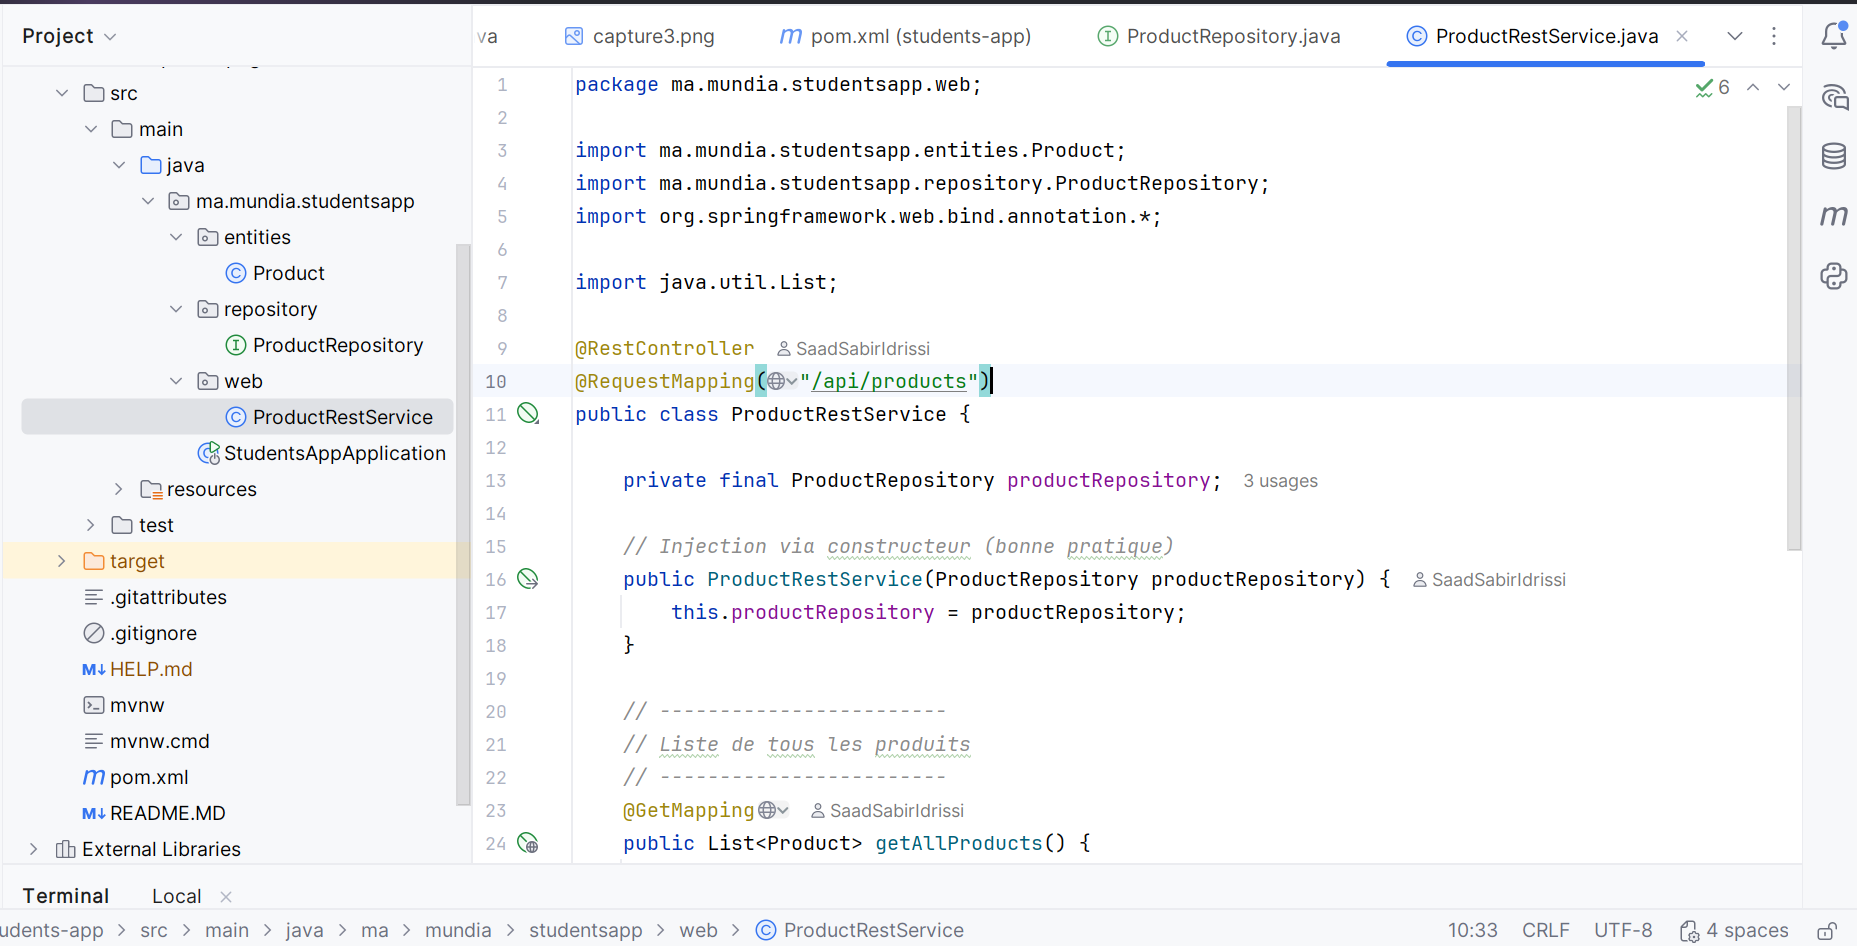 Project
va
capture3.png
pom.xml (students-app)
ProductRepository.java
ProductRestService.java
src
main
java
ma.mundia.studentsapp
entities
Product
repository
ProductRepository
web
ProductRestService
StudentsAppApplication
resources
test
target
.gitattributes
.gitignore
HELP.md
mvnw
mvnw.cmd
pom.xml
README.MD
External Libraries
6
1 package ma.mundia.studentsapp.web;
2
3 import ma.mundia.studentsapp.entities.Product;
4 import ma.mundia.studentsapp.repository.ProductRepository;
5 import org.springframework.web.bind.annotation.*;
6
7 import java.util.List;
8
9 @RestController SaadSabirIdrissi
10 @RequestMapping("/api/products")
11 public class ProductRestService {
12
13 private final ProductRepository productRepository; 3 usages
14
15 // Injection via constructeur (bonne pratique)
16 public ProductRestService(ProductRepository productRepository) { SaadSabirIdrissi
17 this.productRepository = productRepository;
18 }
19
20 // ------------------------
21 // Liste de tous les produits
22 // ------------------------
23 @GetMapping SaadSabirIdrissi
24 public List<Product> getAllProducts() {
Terminal Local
udents-app > src > main > java > ma > mundia > studentsapp > web > ProductRestService
10:33 CRLF UTF-8 4 spaces